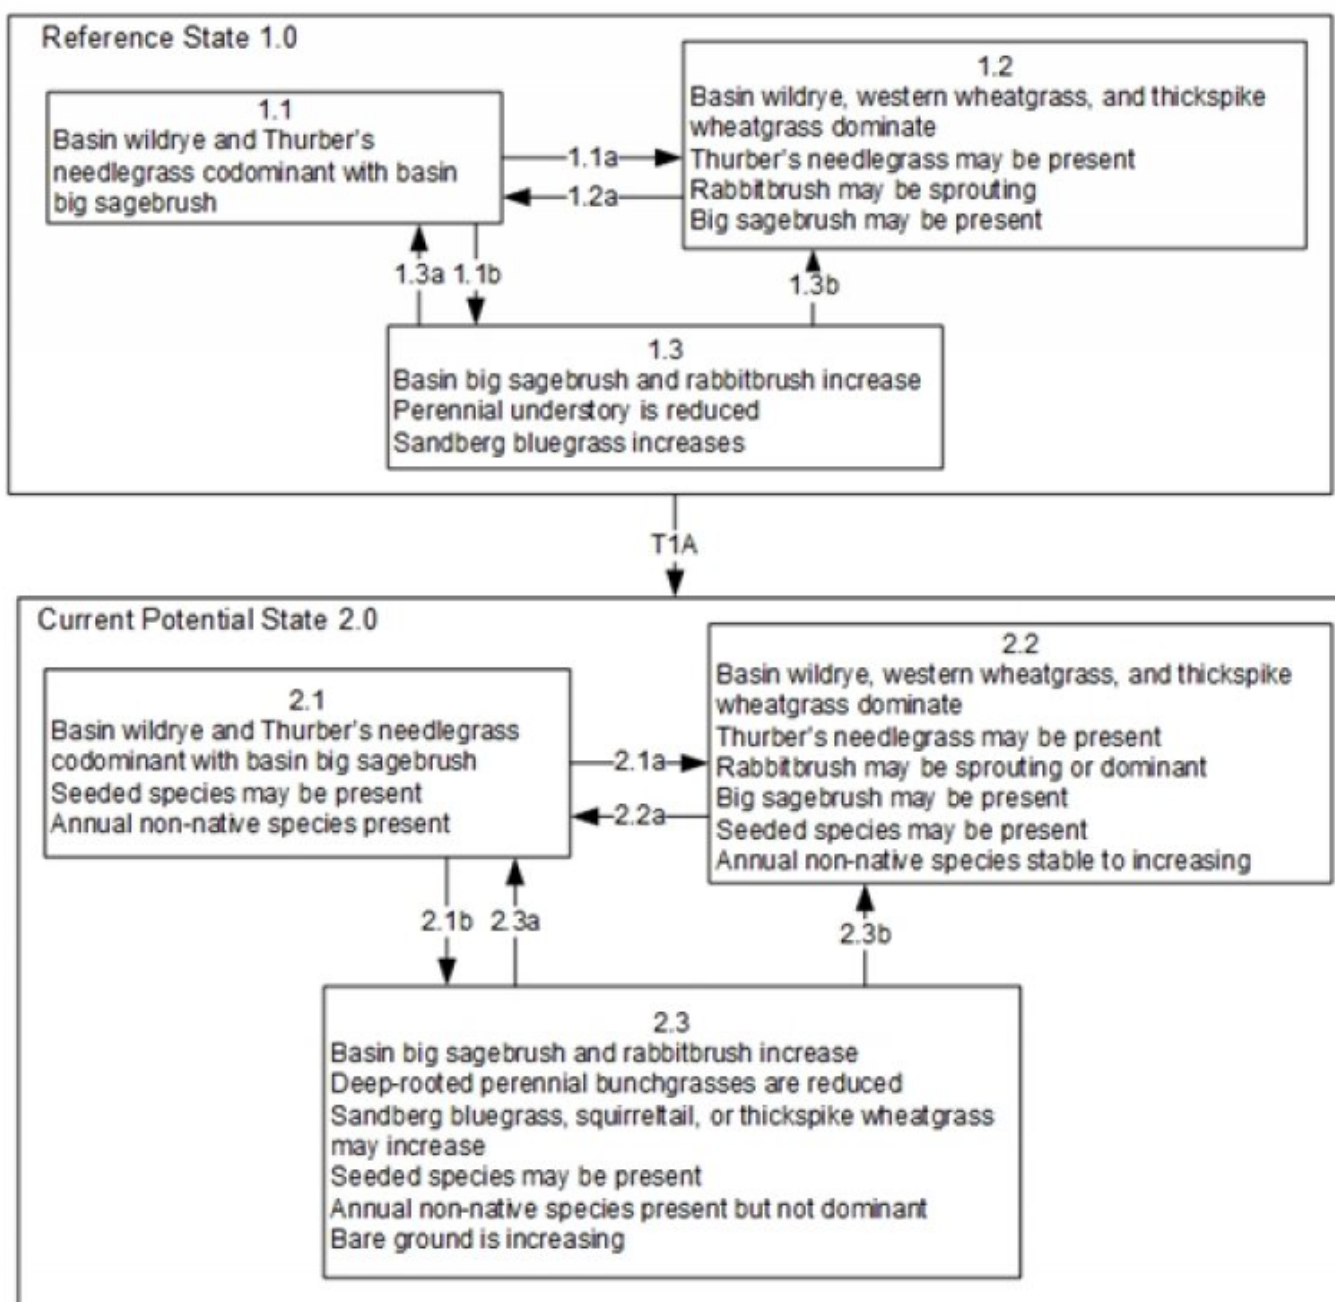 Reference State 1.0
1.1
Basin wildrye and Thurber's
needlegrass codominant with basin
big sagebrush
1.1a
1.2a
1.2
Basin wildrye, western wheatgrass, and thickspike
wheatgrass dominate
Thurber's needlegrass may be present
Rabbitbrush may be sprouting
Big sagebrush may be present
1.3a
1.1b
1.3b
1.3
Basin big sagebrush and rabbitbrush increase
Perennial understory is reduced
Sandberg bluegrass increases
T1A
Current Potential State 2.0
2.1
Basin wildrye and Thurber's needlegrass
codominant with basin big sagebrush
Seeded species may be present
Annual non-native species present
2.1a
2.2a
2.2
Basin wildrye, western wheatgrass, and thickspike
wheatgrass dominate
Thurber's needlegrass may be present
Rabbitbrush may be sprouting or dominant
Big sagebrush may be present
Seeded species may be present
Annual non-native species stable to increasing
2.1b
2.3a
2.3b
2.3
Basin big sagebrush and rabbitbrush increase
Deep-rooted perennial bunchgrasses are reduced
Sandberg bluegrass, squirreltail, or thickspike wheatgrass
may increase
Seeded species may be present
Annual non-native species present but not dominant
Bare ground is increasing